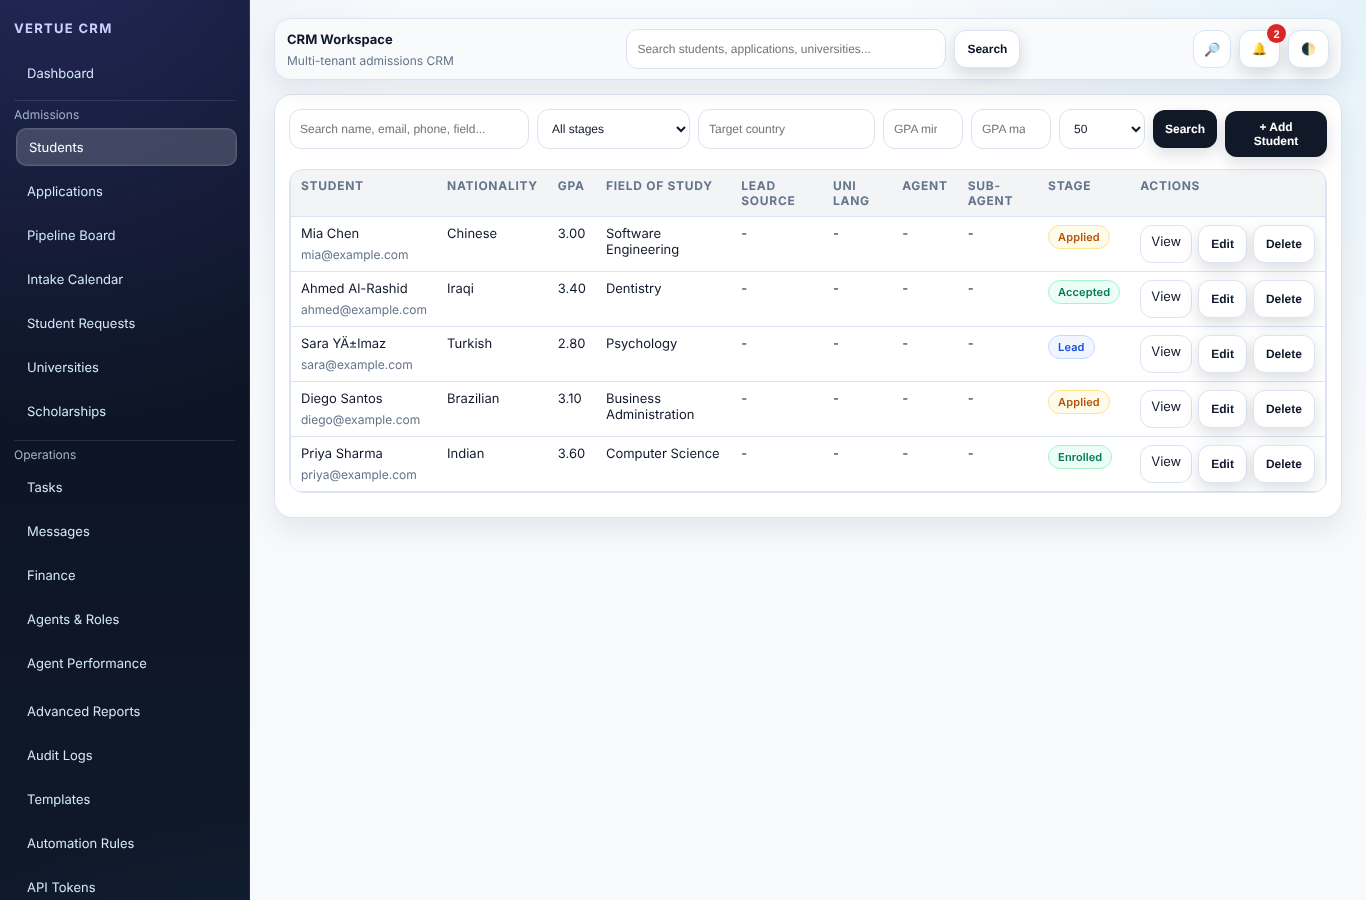 VERTUE CRM
Dashboard
Admissions
Students
Applications
Pipeline Board
Intake Calendar
Student Requests
Universities
Scholarships
Operations
Tasks
Messages
Finance
Agents & Roles
Agent Performance
Advanced Reports
Audit Logs
Templates
Automation Rules
API Tokens
CRM Workspace
Multi-tenant admissions CRM
Search students, applications, universities...
Search
2
Search name, email, phone, field...
All stages
Target country
GPA mir
GPA ma
50
Search
+ Add
Student
STUDENT NATIONALITY GPA FIELD OF STUDY LEAD SOURCE UNI LANG AGENT SUB-AGENT STAGE ACTIONS
Mia Chen Chinese 3.00 Software Engineering - - - - Applied View Edit Delete
mia@example.com
Ahmed Al-Rashid Iraqi 3.40 Dentistry - - - - Accepted View Edit Delete
ahmed@example.com
Sara YÄ±lmaz Turkish 2.80 Psychology - - - - Lead View Edit Delete
sara@example.com
Diego Santos Brazilian 3.10 Business Administration - - - - Applied View Edit Delete
diego@example.com
Priya Sharma Indian 3.60 Computer Science - - - - Enrolled View Edit Delete
priya@example.com